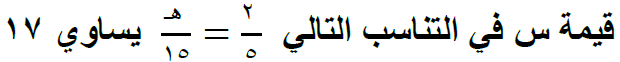 قيمة س في التناسب التالي ٢/٥ = هـ/١٥ يساوي ١٧